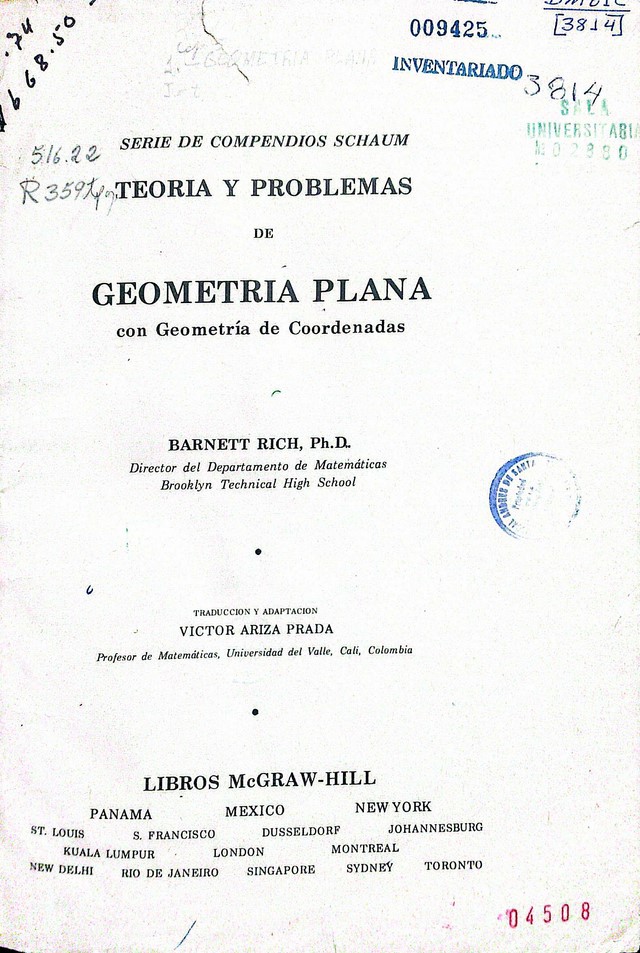 009425
[3814]
INVENTARIADO
3814
SALA
UNIVERSITARIA
GEOMETRIA PLANA
516.22
SERIE DE COMPENDIOS SCHAUM
TEORIA Y PROBLEMAS
DE
GEOMETRIA PLANA
con Geometría de Coordenadas
BARNETT RICH, Ph.D.
Director del Departamento de Matemáticas
Brooklyn Technical High School
TRADUCCION Y ADAPTACION
VICTOR ARIZA PRADA
Profesor de Matemáticas, Universidad del Valle, Cali, Colombia
LIBROS McGRAW-HILL
PANAMA MEXICO NEW YORK
ST. LOUIS S. FRANCISCO DUSSELDORF JOHANNESBURG
KUALA LUMPUR LONDON MONTREAL
NEW DELHI RIO DE JANEIRO SINGAPORE SYDNEY TORONTO
04508